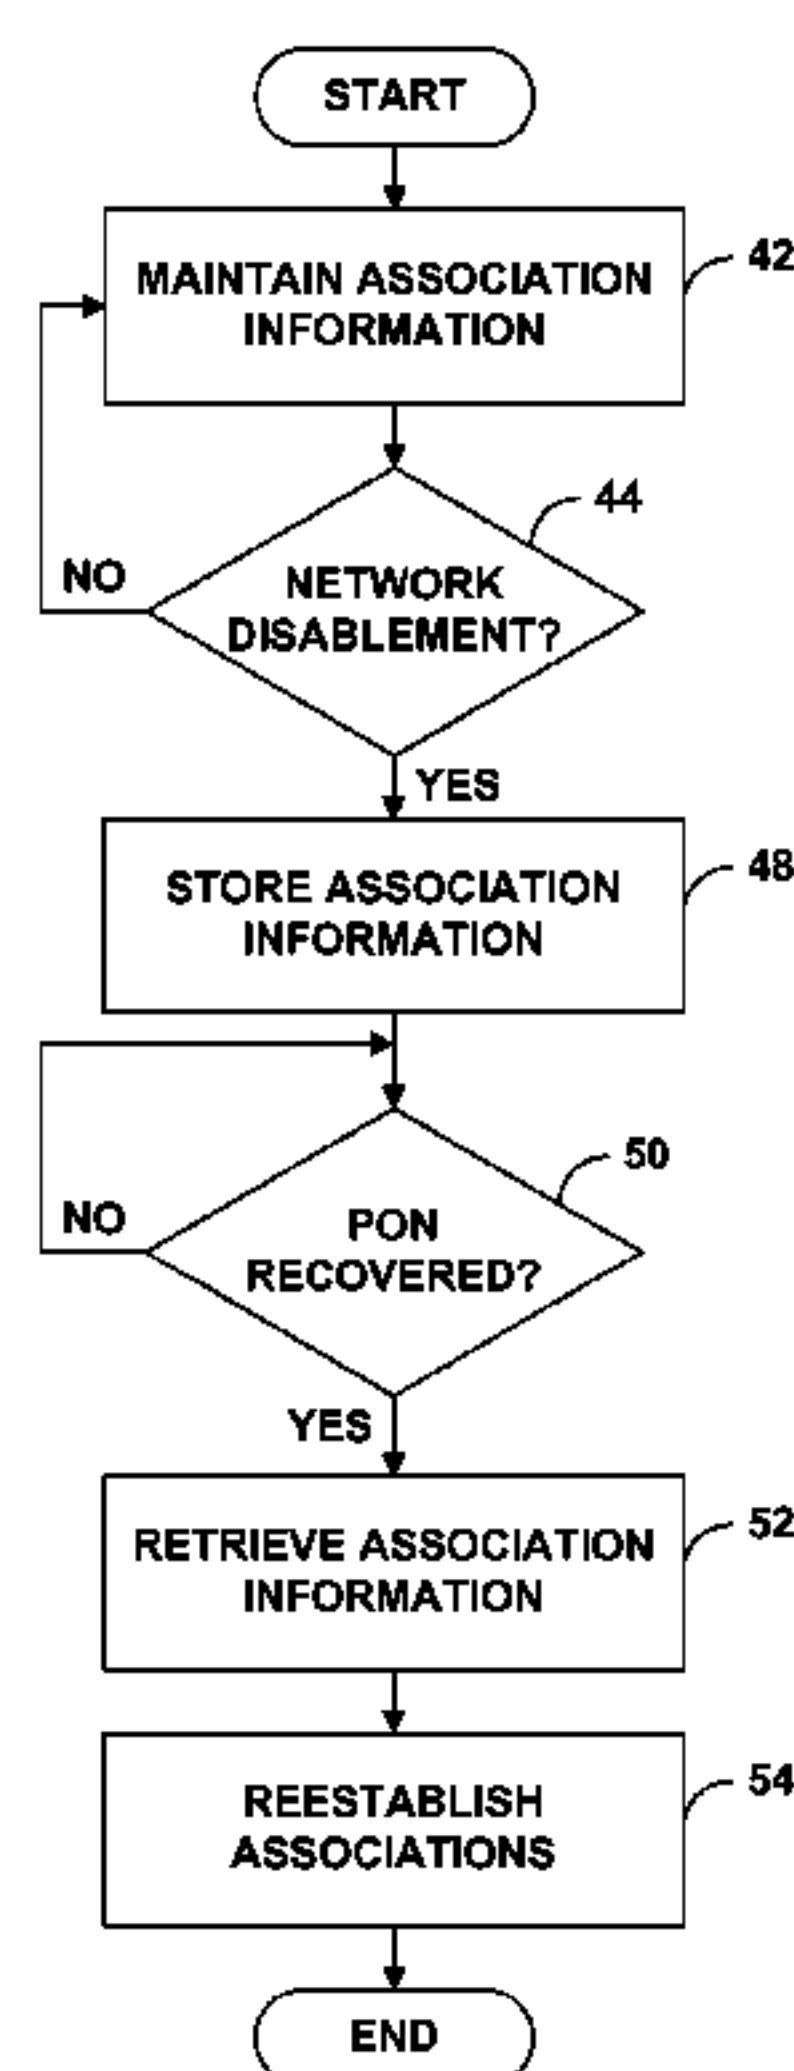 START
MAINTAIN ASSOCIATION
INFORMATION
42
44
NO
NETWORK
DISABLEMENT?
YES
STORE ASSOCIATION
INFORMATION
48
50
NO
PON
RECOVERED?
YES
RETRIEVE ASSOCIATION
INFORMATION
52
REESTABLISH
ASSOCIATIONS
54
END